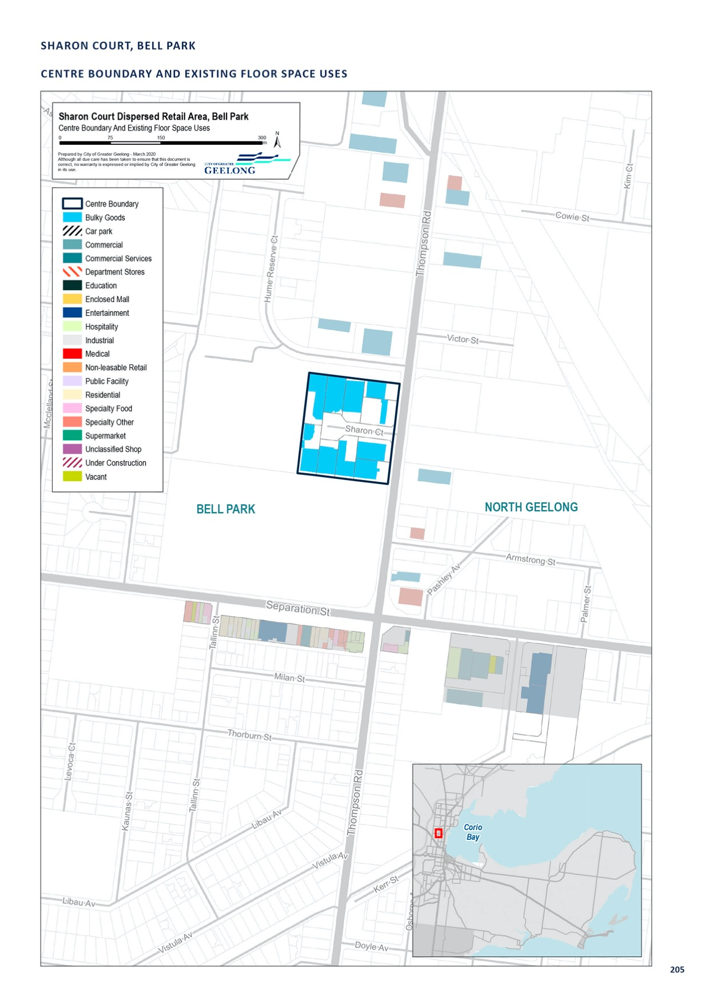 SHARON COURT, BELL PARK
CENTRE BOUNDARY AND EXISTING FLOOR SPACE USES
Sharon Court Dispersed Retail Area, Bell Park
Centre Boundary And Existing Floor Space Uses
0 75 150 300
m
N
Prepared by City of Greater Geelong - March 2020
Although all due care has been taken to ensure that this document is
correct, no warranty is expressed or implied by City of Greater Geelong
in its use.
CITY OF GREATER
GEELONG
Centre Boundary
Bulky Goods
Car park
Commercial
Commercial Services
Department Stores
Education
Enclosed Mall
Entertainment
Hospitality
Industrial
Medical
Non-leasable Retail
Public Facility
Residential
Specialty Food
Specialty Other
Supermarket
Unclassified Shop
Under Construction
Vacant
Kim Ct
Cowie St
Thompson Rd
Hume Reserve Ct
Victor St
Mcclelland St
Sharon Ct
BELL PARK
NORTH GEELONG
Armstrong St
Pashley Av
Palmer St
Separation St
Tallinn St
Milan St
Thorburn St
Levoca Ct
Kaunas St
Tallinn St
Thompson Rd
Libau Av
Vistula Av
Kerr St
Libau Av
Vistula Av
Doyle Av
Corio
Bay
205